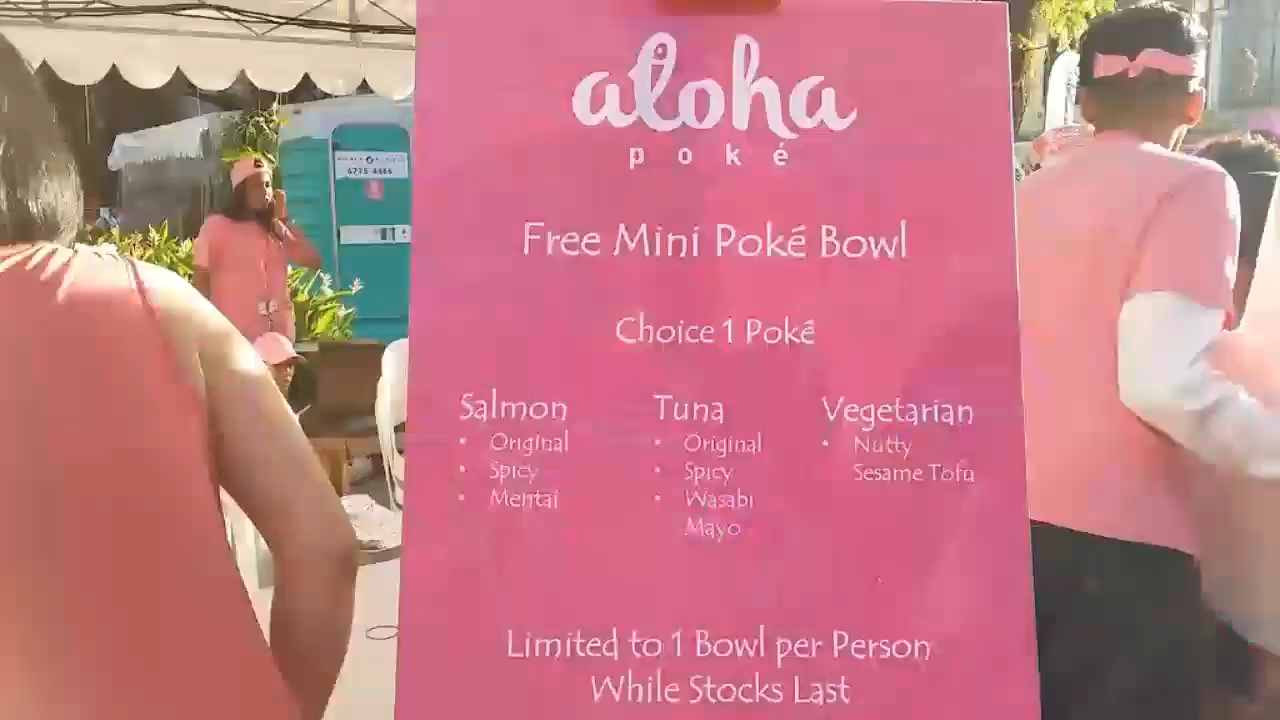 aloha
poké
Free Mini Poké Bowl
Choice 1 Poké
Salmon
• Original
• Spicy
• Mentai
Tuna
• Original
• Spicy
• Wasabi
Mayo
Vegetarian
• Nutty
Sesame Tofu
Limited to 1 Bowl per Person
While Stocks Last